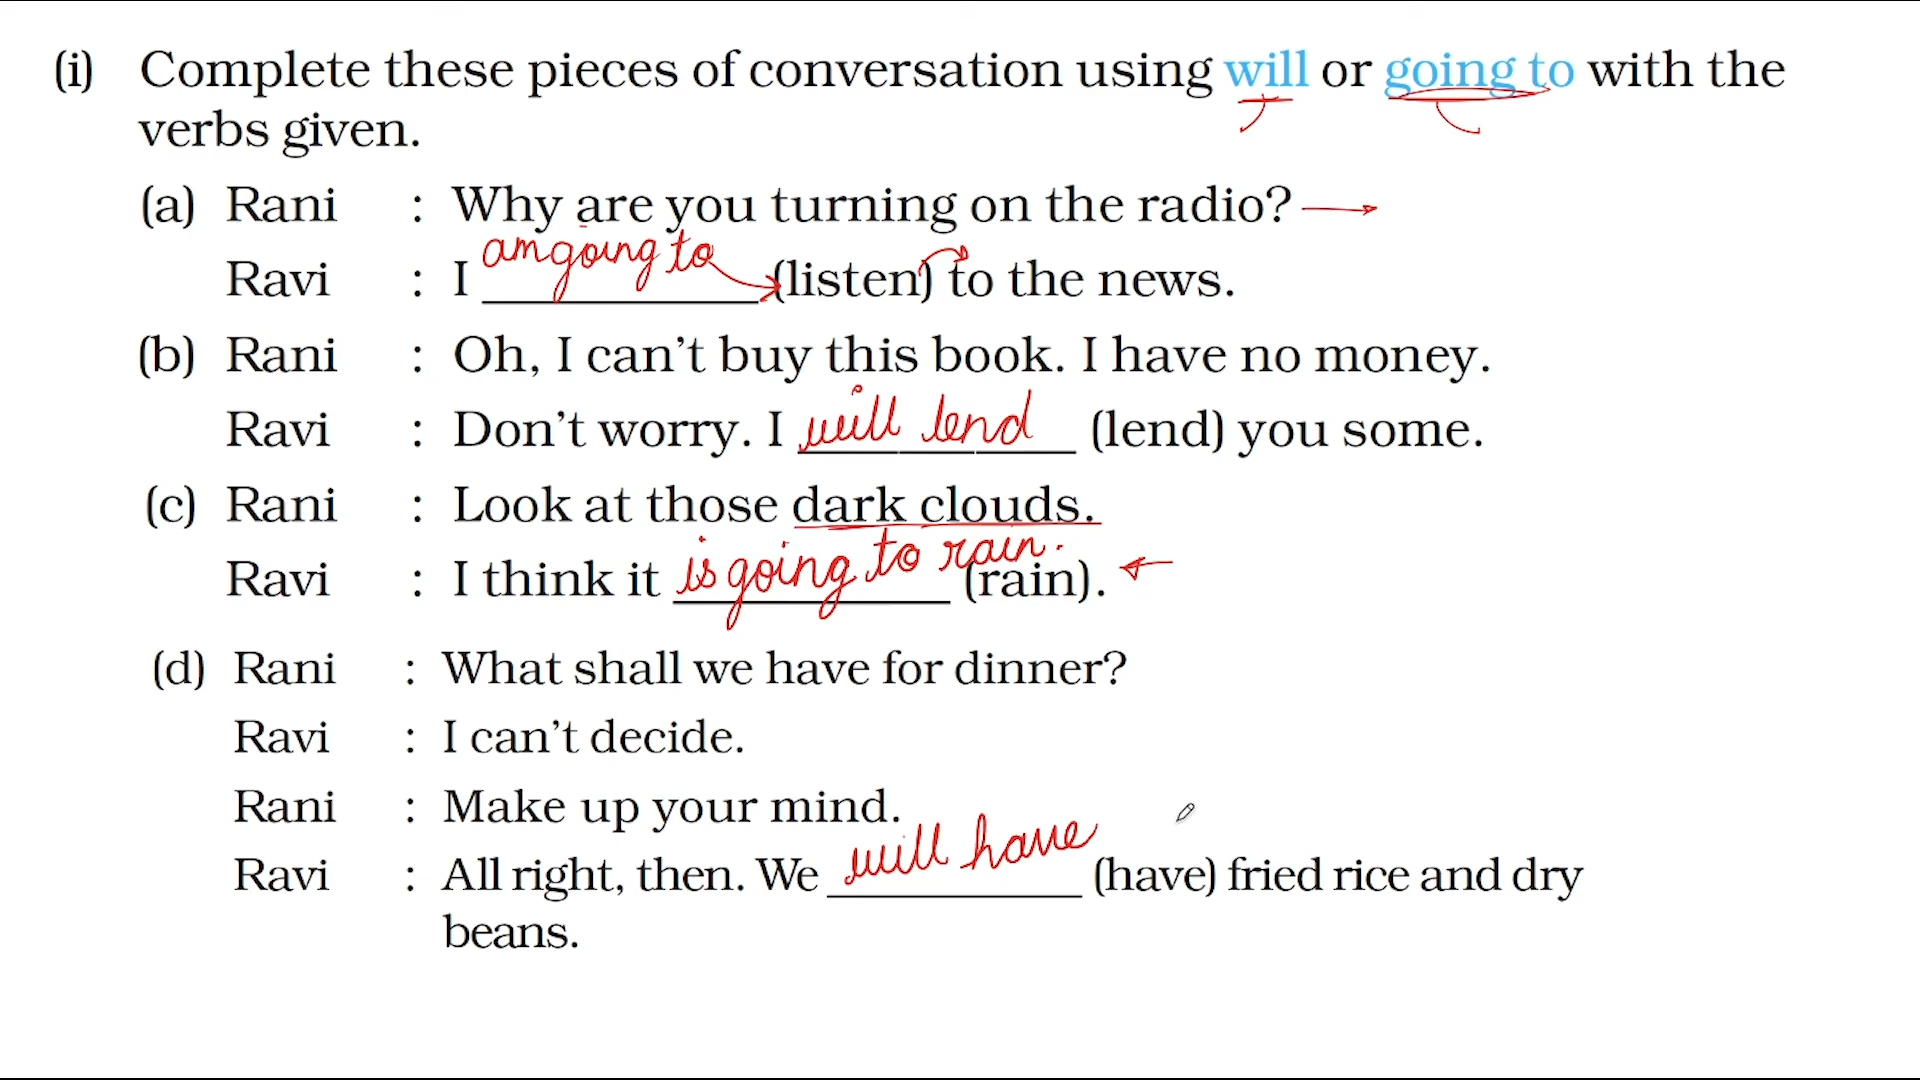 (i) Complete these pieces of conversation using will or going to with the
verbs given.
(a) Rani : Why are you turning on the radio?
am going to
Ravi : I ____________ (listen) to the news.
(b) Rani : Oh, I can't buy this book. I have no money.
Ravi : Don't worry. I will lend (lend) you some.
(c) Rani : Look at those dark clouds.
Ravi : I think it is going to rain. (rain).
(d) Rani : What shall we have for dinner?
Ravi : I can't decide.
Rani : Make up your mind.
Ravi : All right, then. We will have (have) fried rice and dry
beans.